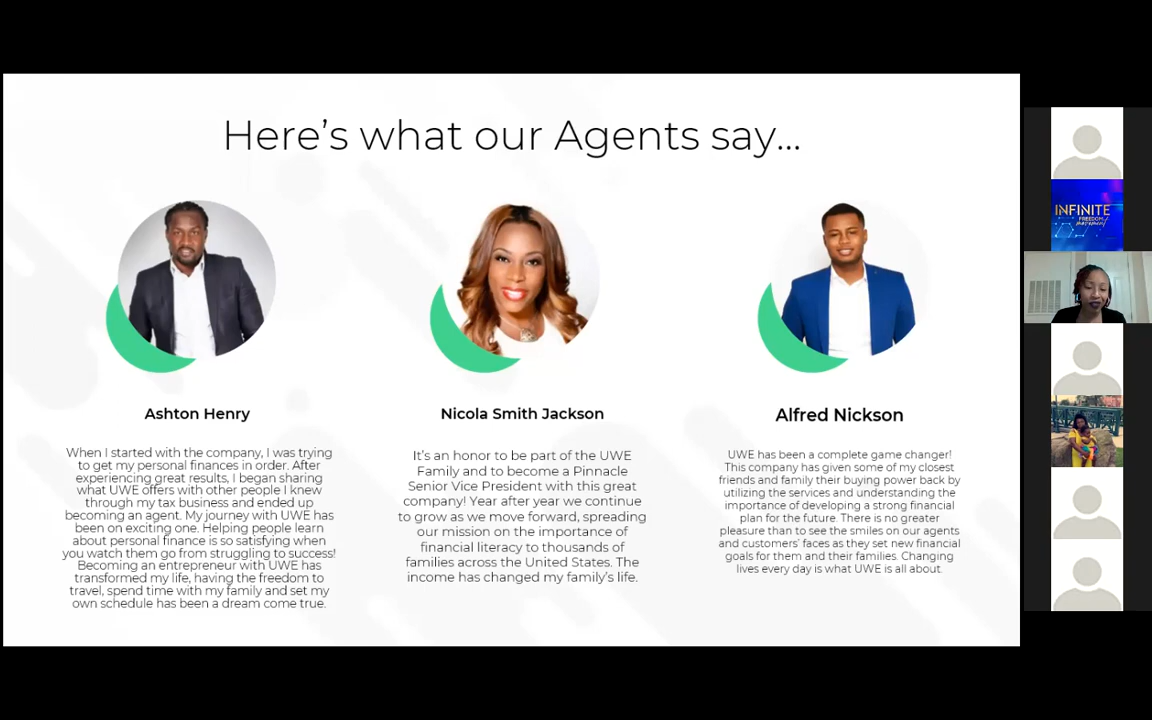 Here's what our Agents say...
Ashton Henry
When I started with the company, I was trying
to get my personal finances in order. After
experiencing great results, I began sharing
what UWE offers with other people I knew
through my tax business and ended up
becoming an agent. My journey with UWE has
been on exciting one. Helping people learn
about personal finance is so satisfying when
you watch them go from struggling to success!
Becoming an entrepreneur with UWE has
transformed my life, having the freedom to
travel, spend time with my family and set my
own schedule has been a dream come true.
Nicola Smith Jackson
It's an honor to be part of the UWE
Family and to become a Pinnacle
Senior Vice President with this great
company! Year after year we continue
to grow as we move forward, spreading
our mission on the importance of
financial literacy to thousands of
families across the United States. The
income has changed my family's life.
Alfred Nickson
UWE has been a complete game changer!
This company has given some of my closest
friends and family their buying power back by
utilizing the services and understanding the
importance of developing a strong financial
plan for the future. There is no greater
pleasure than to see the smiles on our agents
and customers' faces as they set new financial
goals for them and their families. Changing
lives every day is what UWE is all about.
INFINITE
FREEDOM
movement